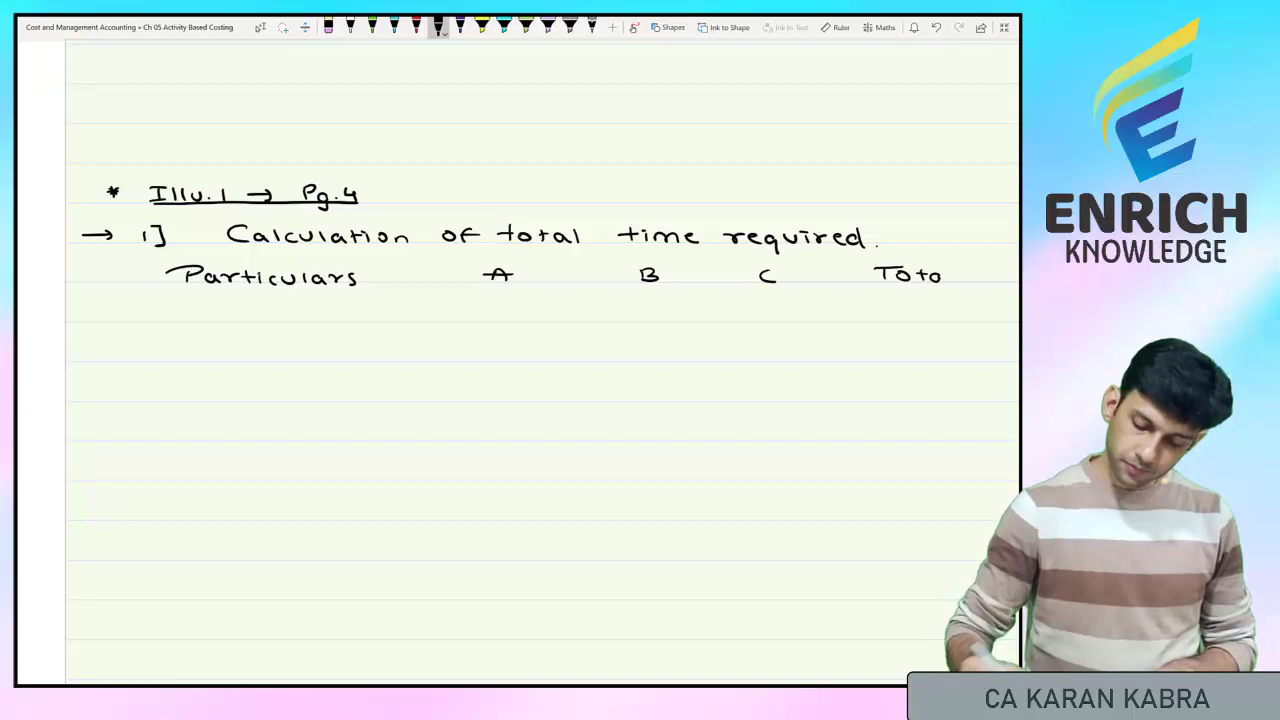 Cost and Management Accounting » Ch 05 Activity Based Costing
Shapes Ink to Shape Ink to Text Ruler Maths
* Illu.1 → Pg.4
→ 1] Calculation of total time required.
Particulars A B C Tota
ENRICH
KNOWLEDGE
CA KARAN KABRA